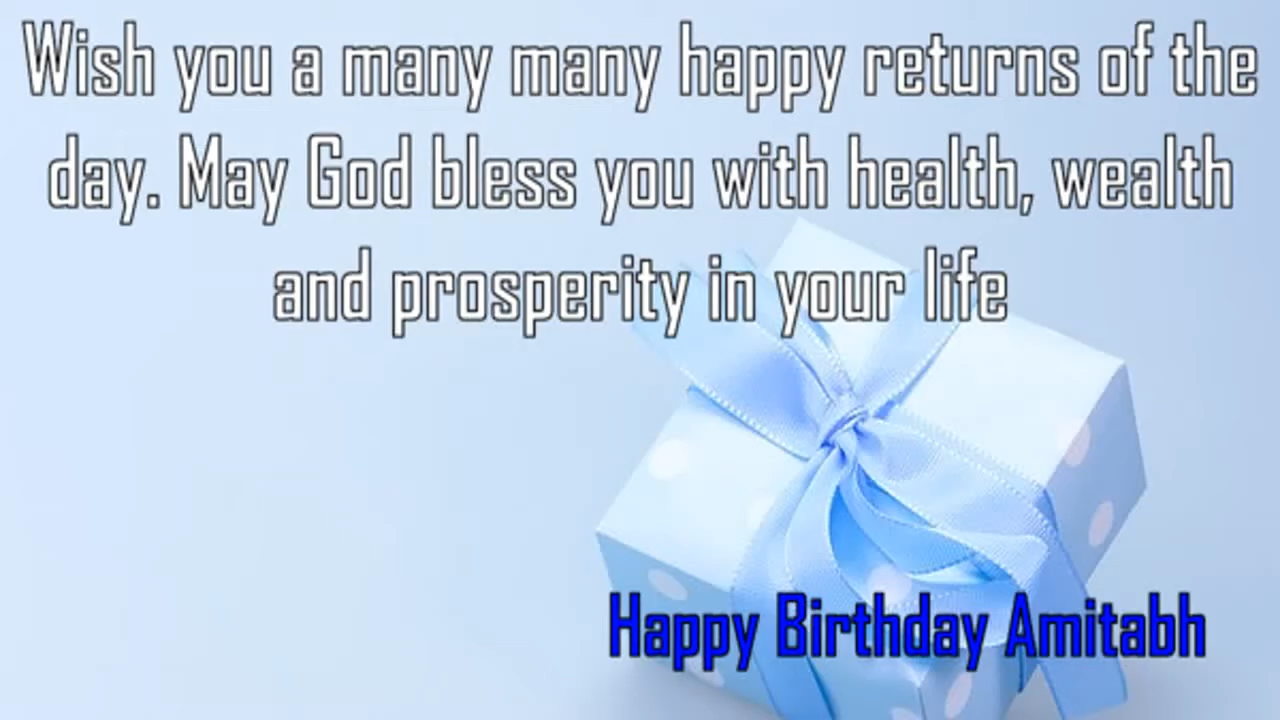 Wish you a many many happy returns of the
day. May God bless you with health, wealth
and prosperity in your life
Happy Birthday Amitabh